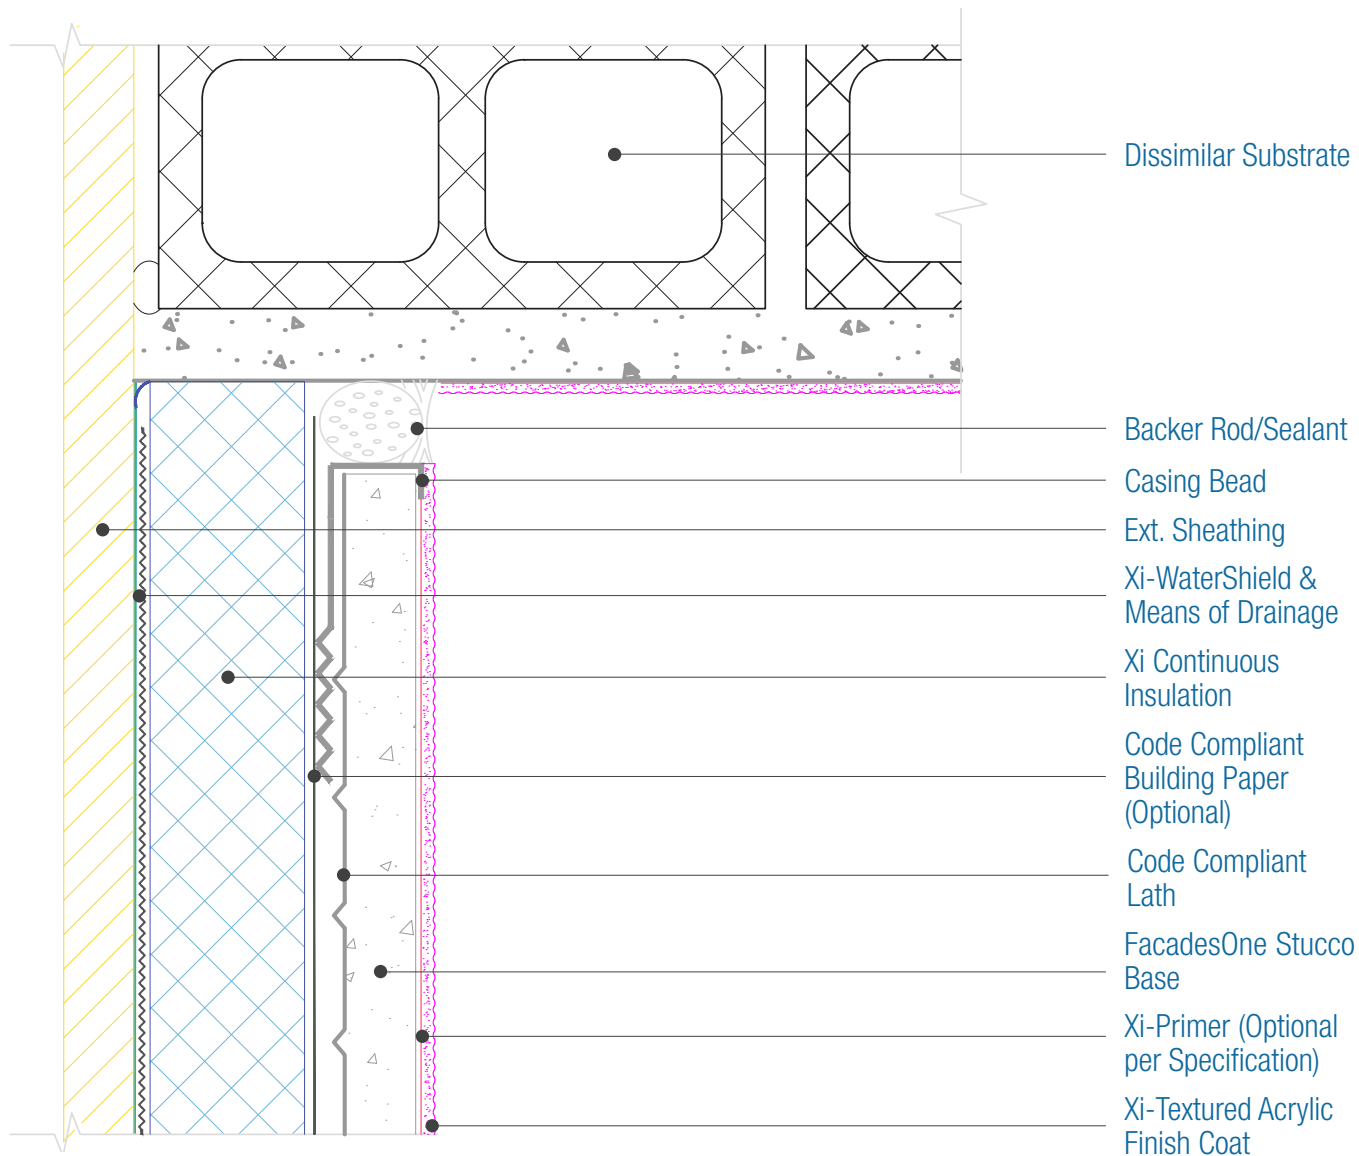 Dissimilar Substrate
Backer Rod/Sealant
Casing Bead
Ext. Sheathing
Xi-WaterShield &
Means of Drainage
Xi Continuous
Insulation
Code Compliant
Building Paper
(Optional)
Code Compliant
Lath
FacadesOne Stucco
Base
Xi-Primer (Optional
per Specification)
Xi-Textured Acrylic
Finish Coat